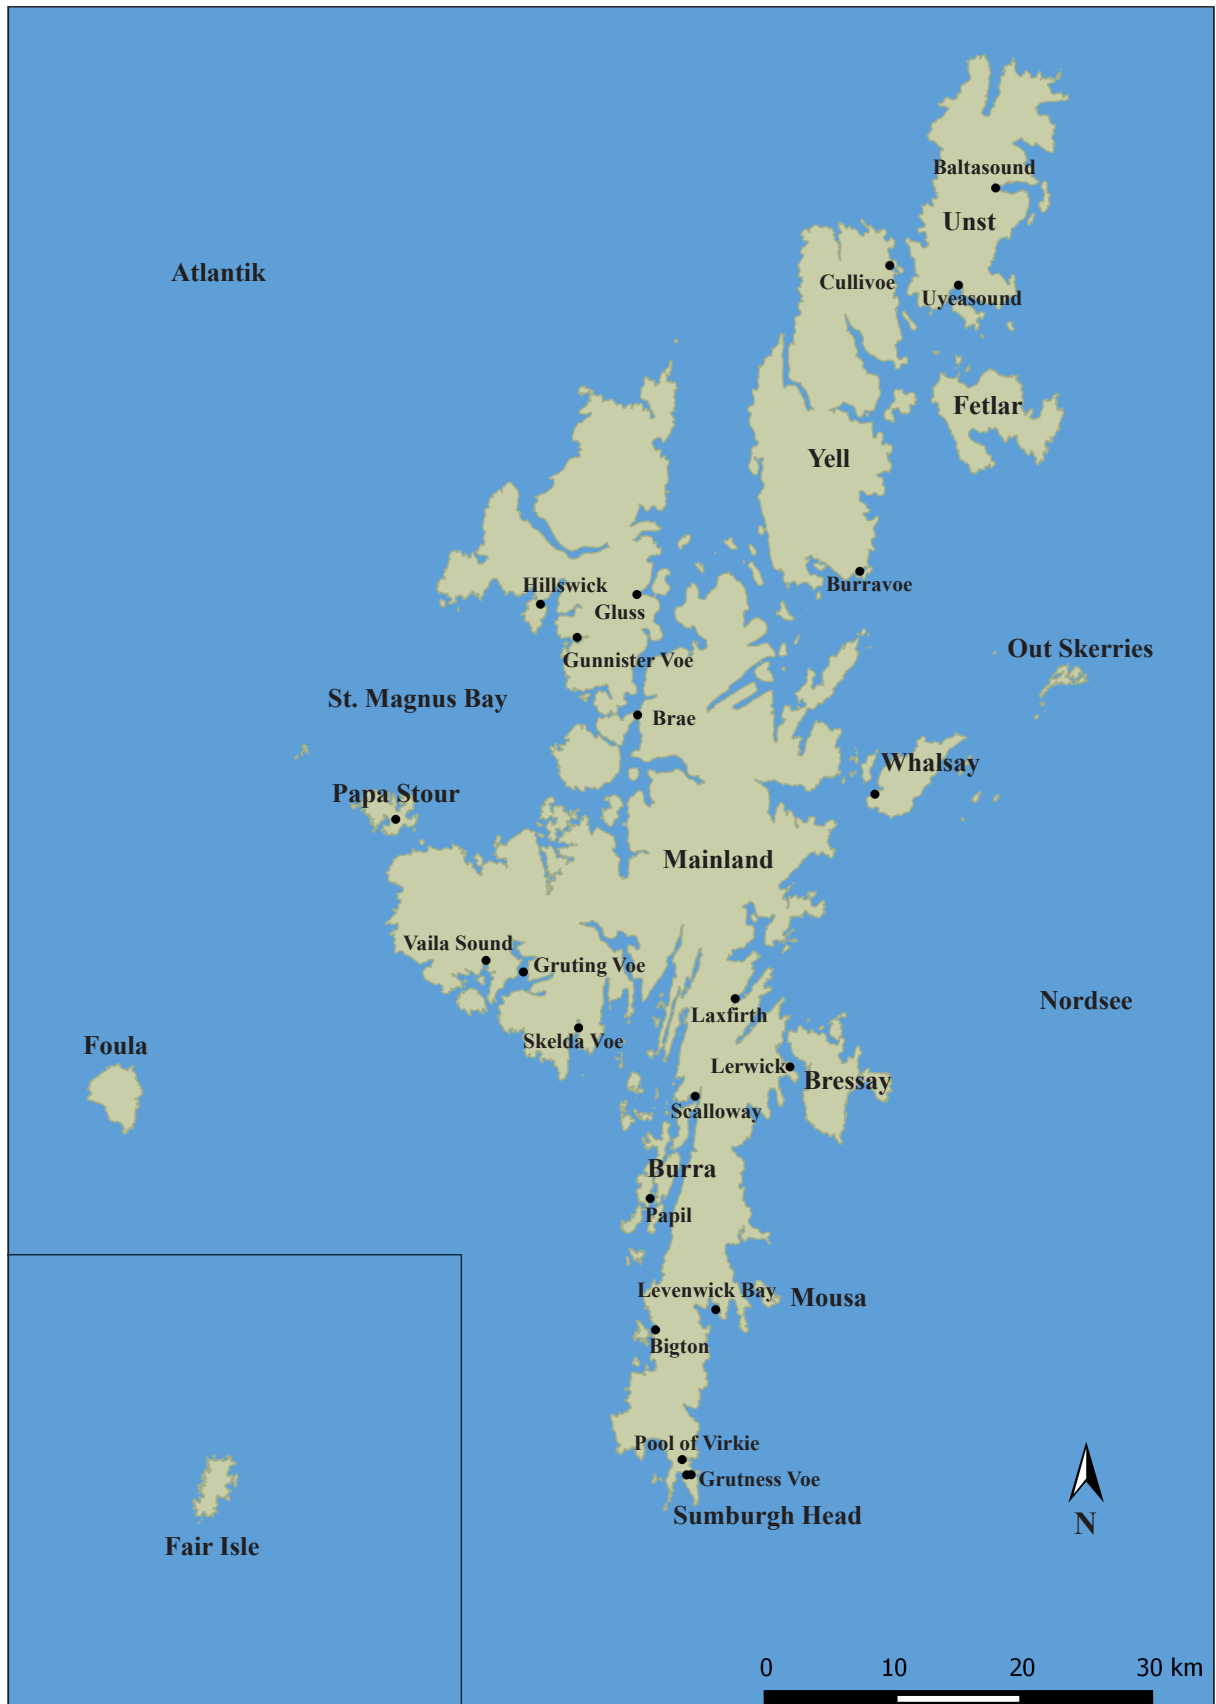 Baltasound
Unst
Atlantik
Cullivoe
Uyeasound
Fetlar
Yell
Hillswick
Burravoe
Gluss
Out Skerries
Gunnister Voe
St. Magnus Bay
Brae
Whalsay
Papa Stour
Mainland
Vaila Sound
Gruting Voe
Nordsee
Laxfirth
Skelda Voe
Foula
Lerwick
Bressay
Scalloway
Burra
Papil
Levenwick Bay
Mousa
Bigton
Pool of Virkie
Grutness Voe
Sumburgh Head
N
Fair Isle
0 10 20 30 km